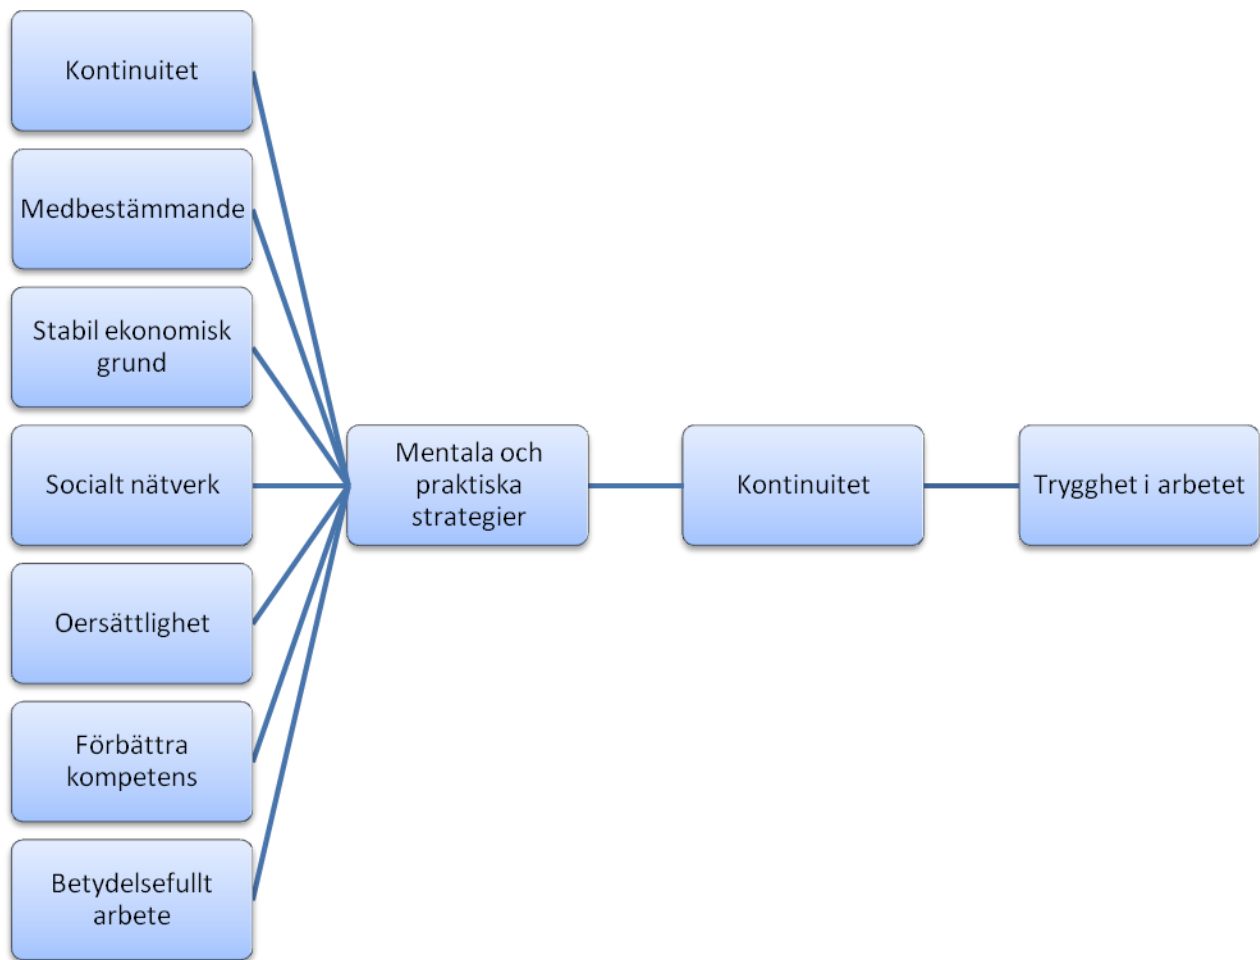 Kontinuitet
Medbestämmande
Stabil ekonomisk
grund
Socialt nätverk
Oersättlighet
Förbättra
kompetens
Betydelsefullt
arbete
Mentala och
praktiska
strategier
Kontinuitet
Trygghet i arbetet